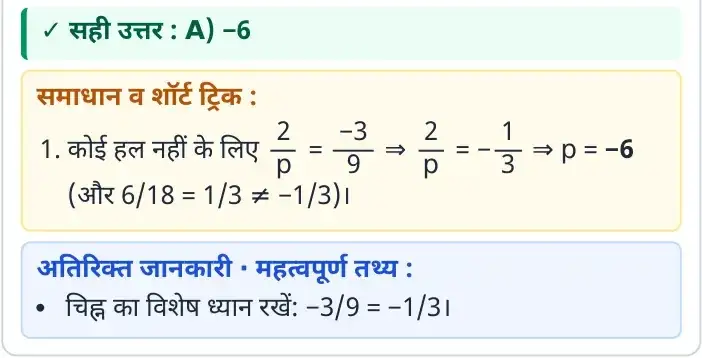 ✓ सही उत्तर : A) −6
समाधान व शॉर्ट ट्रिक :
1. कोई हल नहीं के लिए 2/p = −3/9 ⇒ 2/p = −1/3 ⇒ p = −6
(और 6/18 = 1/3 ≠ −1/3)।
अतिरिक्त जानकारी · महत्वपूर्ण तथ्य :
• चिह्न का विशेष ध्यान रखें: −3/9 = −1/3।